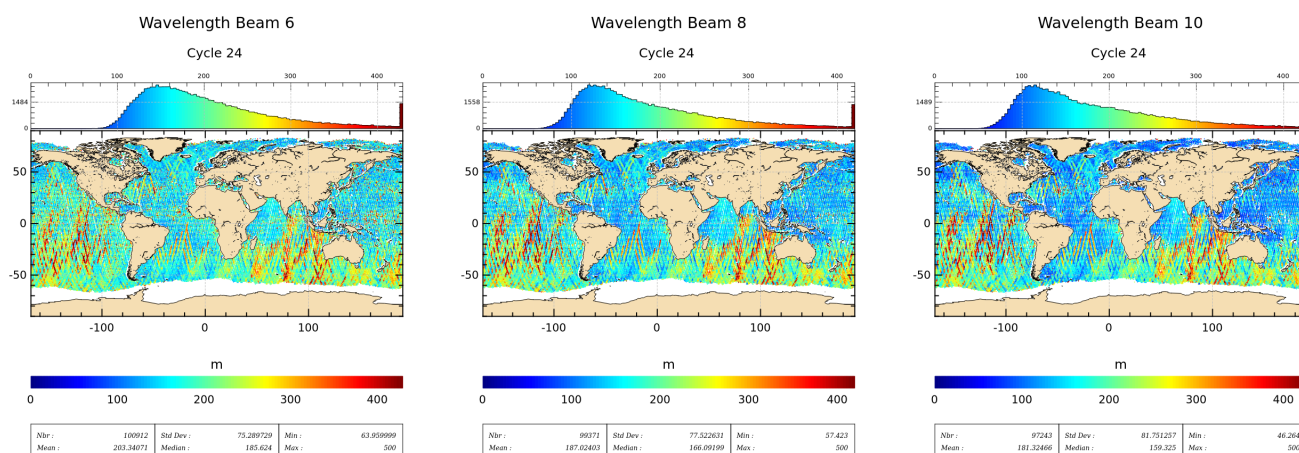 Wavelength Beam 6
Cycle 24
0 100 200 300 400
1484
0
50
0
-50
-100 0 100
m
0 100 200 300 400
Nbr : 100912 Std Dev : 75.289729 Min : 63.959999
Mean : 203.34071 Median : 185.624 Max : 500
Wavelength Beam 8
Cycle 24
0 100 200 300 400
1558
0
50
0
-50
-100 0 100
m
0 100 200 300 400
Nbr : 99371 Std Dev : 77.522631 Min : 57.423
Mean : 187.02403 Median : 166.09199 Max : 500
Wavelength Beam 10
Cycle 24
0 100 200 300 400
1489
0
50
0
-50
-100 0 100
m
0 100 200 300 400
Nbr : 97243 Std Dev : 81.751257 Min : 46.264
Mean : 181.32466 Median : 159.325 Max : 500